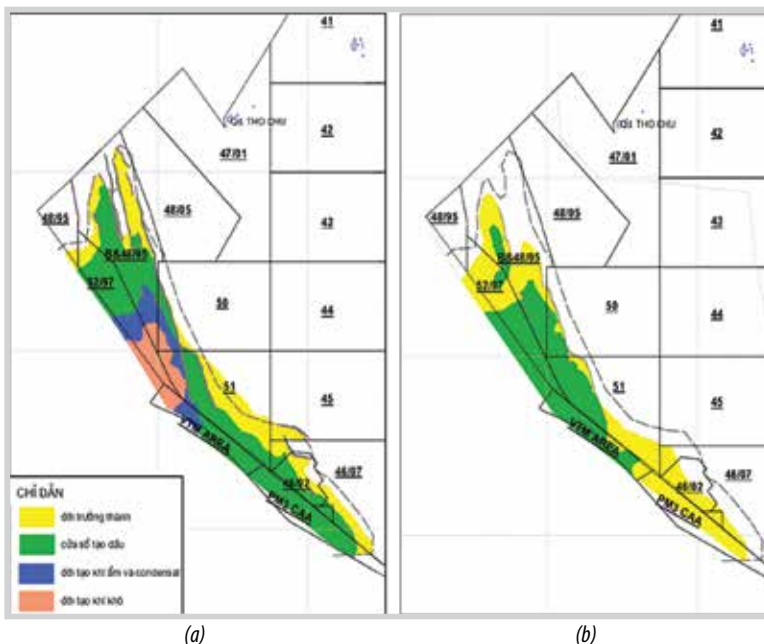 41
QĐ. THO CHU
42
47/01
48/95
48/05
43
B&48/95
52/97
50
44
51
45
VTM AREA
46/07
46/02
PM3 CAA
CHỈ DẪN
đới trưởng thành
cửa sổ tạo dầu
đới tạo khí ẩm và condensat
đới tạo khí khô
(a)
41
QĐ. THO CHU
42
47/01
48/95
48/95
43
B&48/95
52/97
50
44
51
45
VTM AREA
46/07
46/02
PM3 CAA
(b)